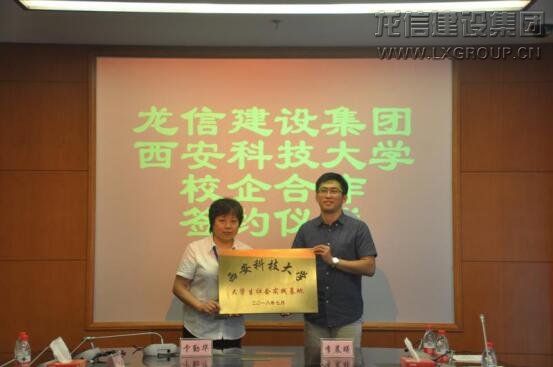 龙信建设集团
WWW.LXGROUP.CN
龙信建设集团
西安科技大学
校企合作
签约仪式
西安科技大学
大学生社会实践基地
二〇一八年七月